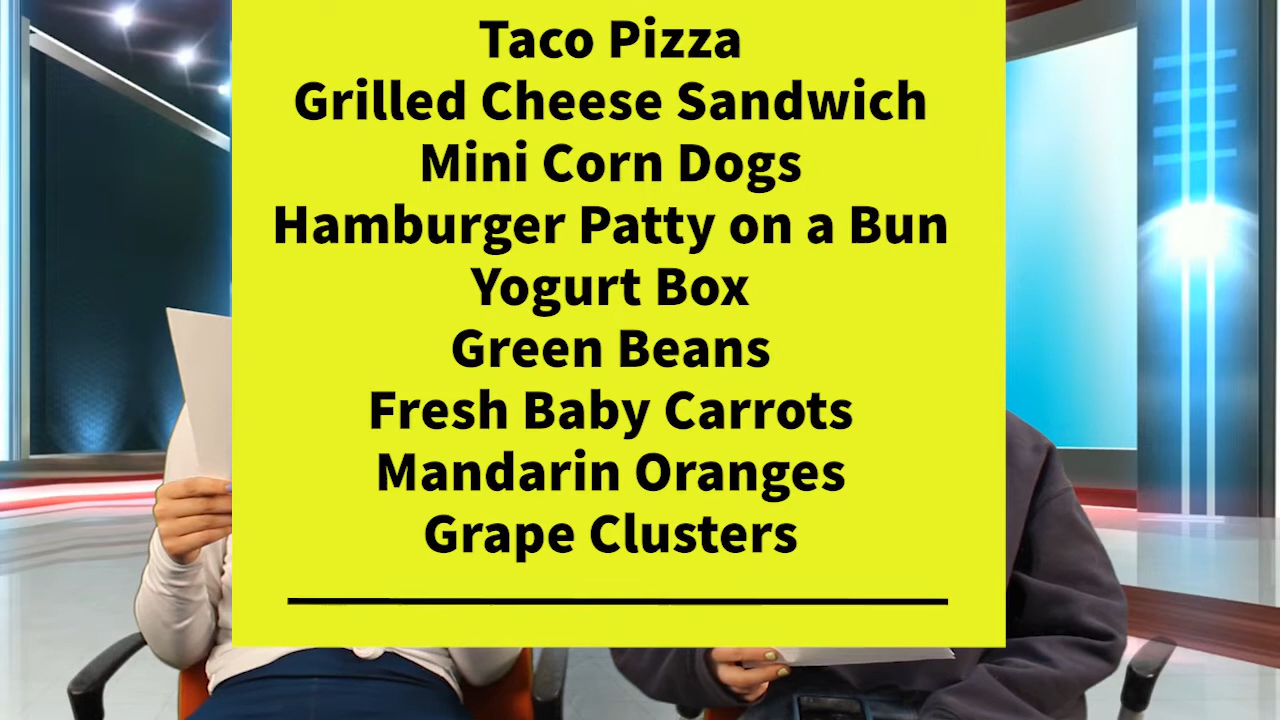 Taco Pizza
Grilled Cheese Sandwich
Mini Corn Dogs
Hamburger Patty on a Bun
Yogurt Box
Green Beans
Fresh Baby Carrots
Mandarin Oranges
Grape Clusters